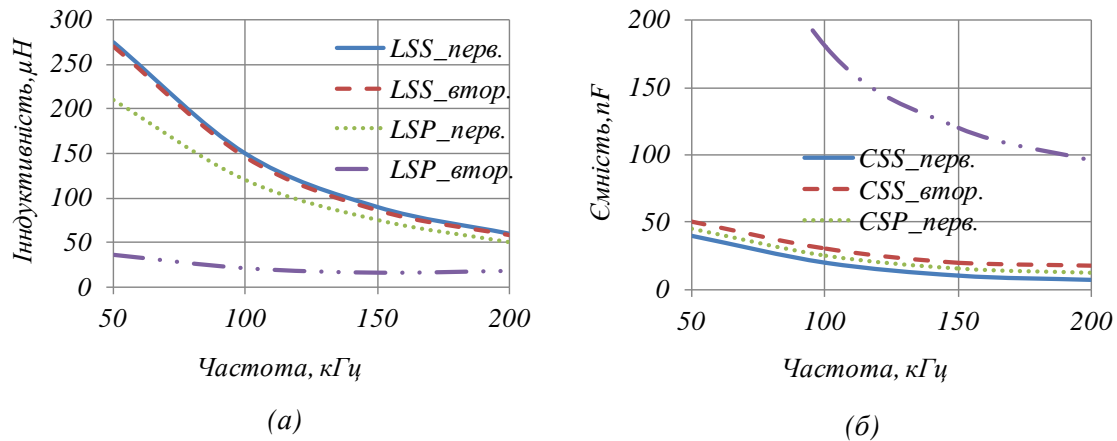 Інндуктивність,µH
300
250
200
150
100
50
0
50
100
150
200
LSS_перв.
LSS_втор.
LSP_перв.
LSP_втор.
Частота, кГц
(а)
Ємність,nF
200
150
100
50
0
50
100
150
200
CSS_перв.
CSS_втор.
CSP_перв.
Частота, кГц
(б)